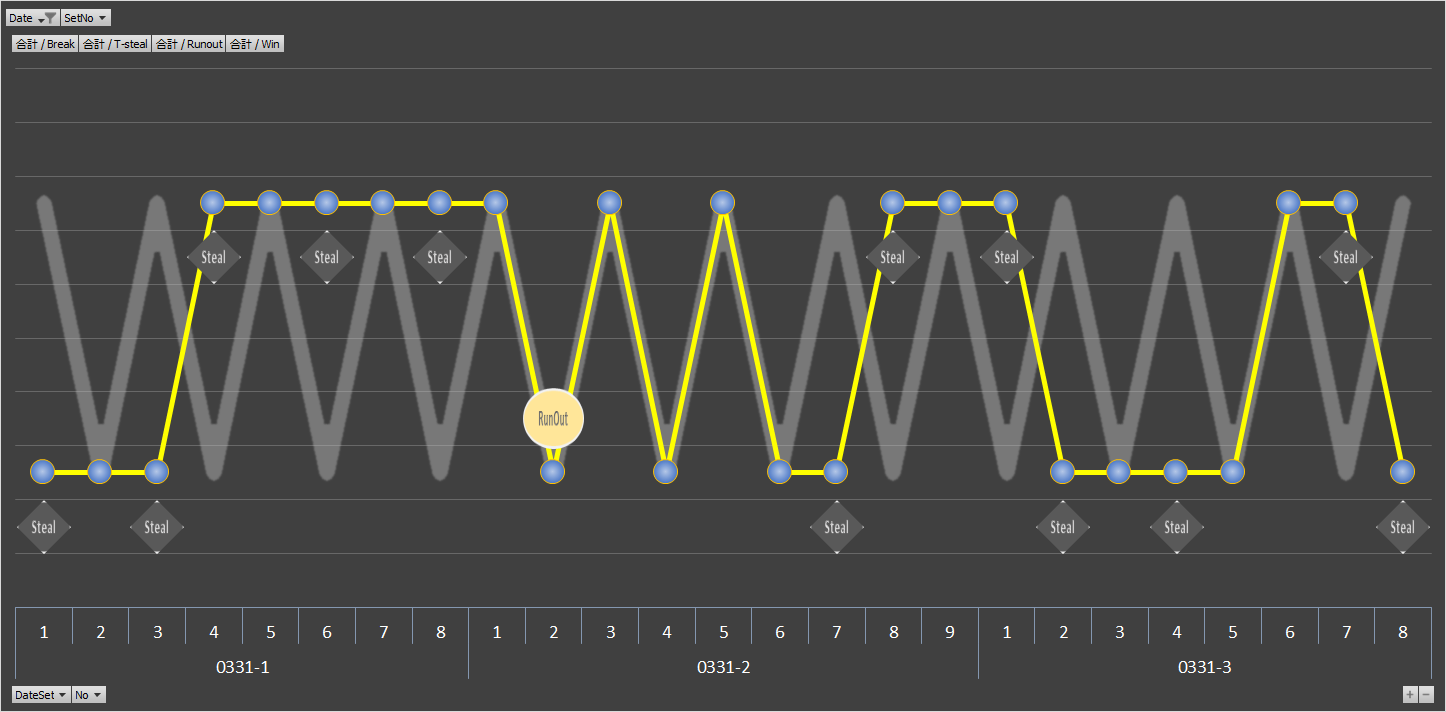 Date SetNo
合計 / Break 合計 / T-steal 合計 / Runout 合計 / Win
Steal Steal Steal Steal Steal Steal
RunOut
Steal Steal Steal Steal Steal Steal
1 2 3 4 5 6 7 8 1 2 3 4 5 6 7 8 9 1 2 3 4 5 6 7 8
0331-1 0331-2 0331-3
DateSet No + −